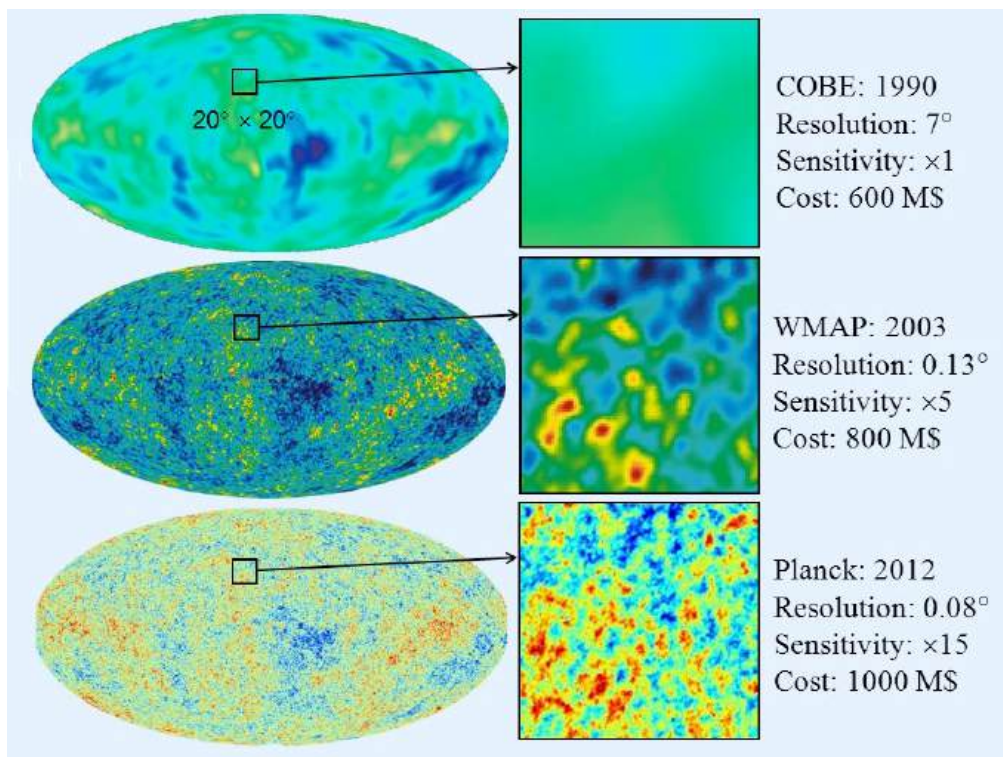 20° × 20°
COBE: 1990
Resolution: 7°
Sensitivity: ×1
Cost: 600 M$
WMAP: 2003
Resolution: 0.13°
Sensitivity: ×5
Cost: 800 M$
Planck: 2012
Resolution: 0.08°
Sensitivity: ×15
Cost: 1000 M$